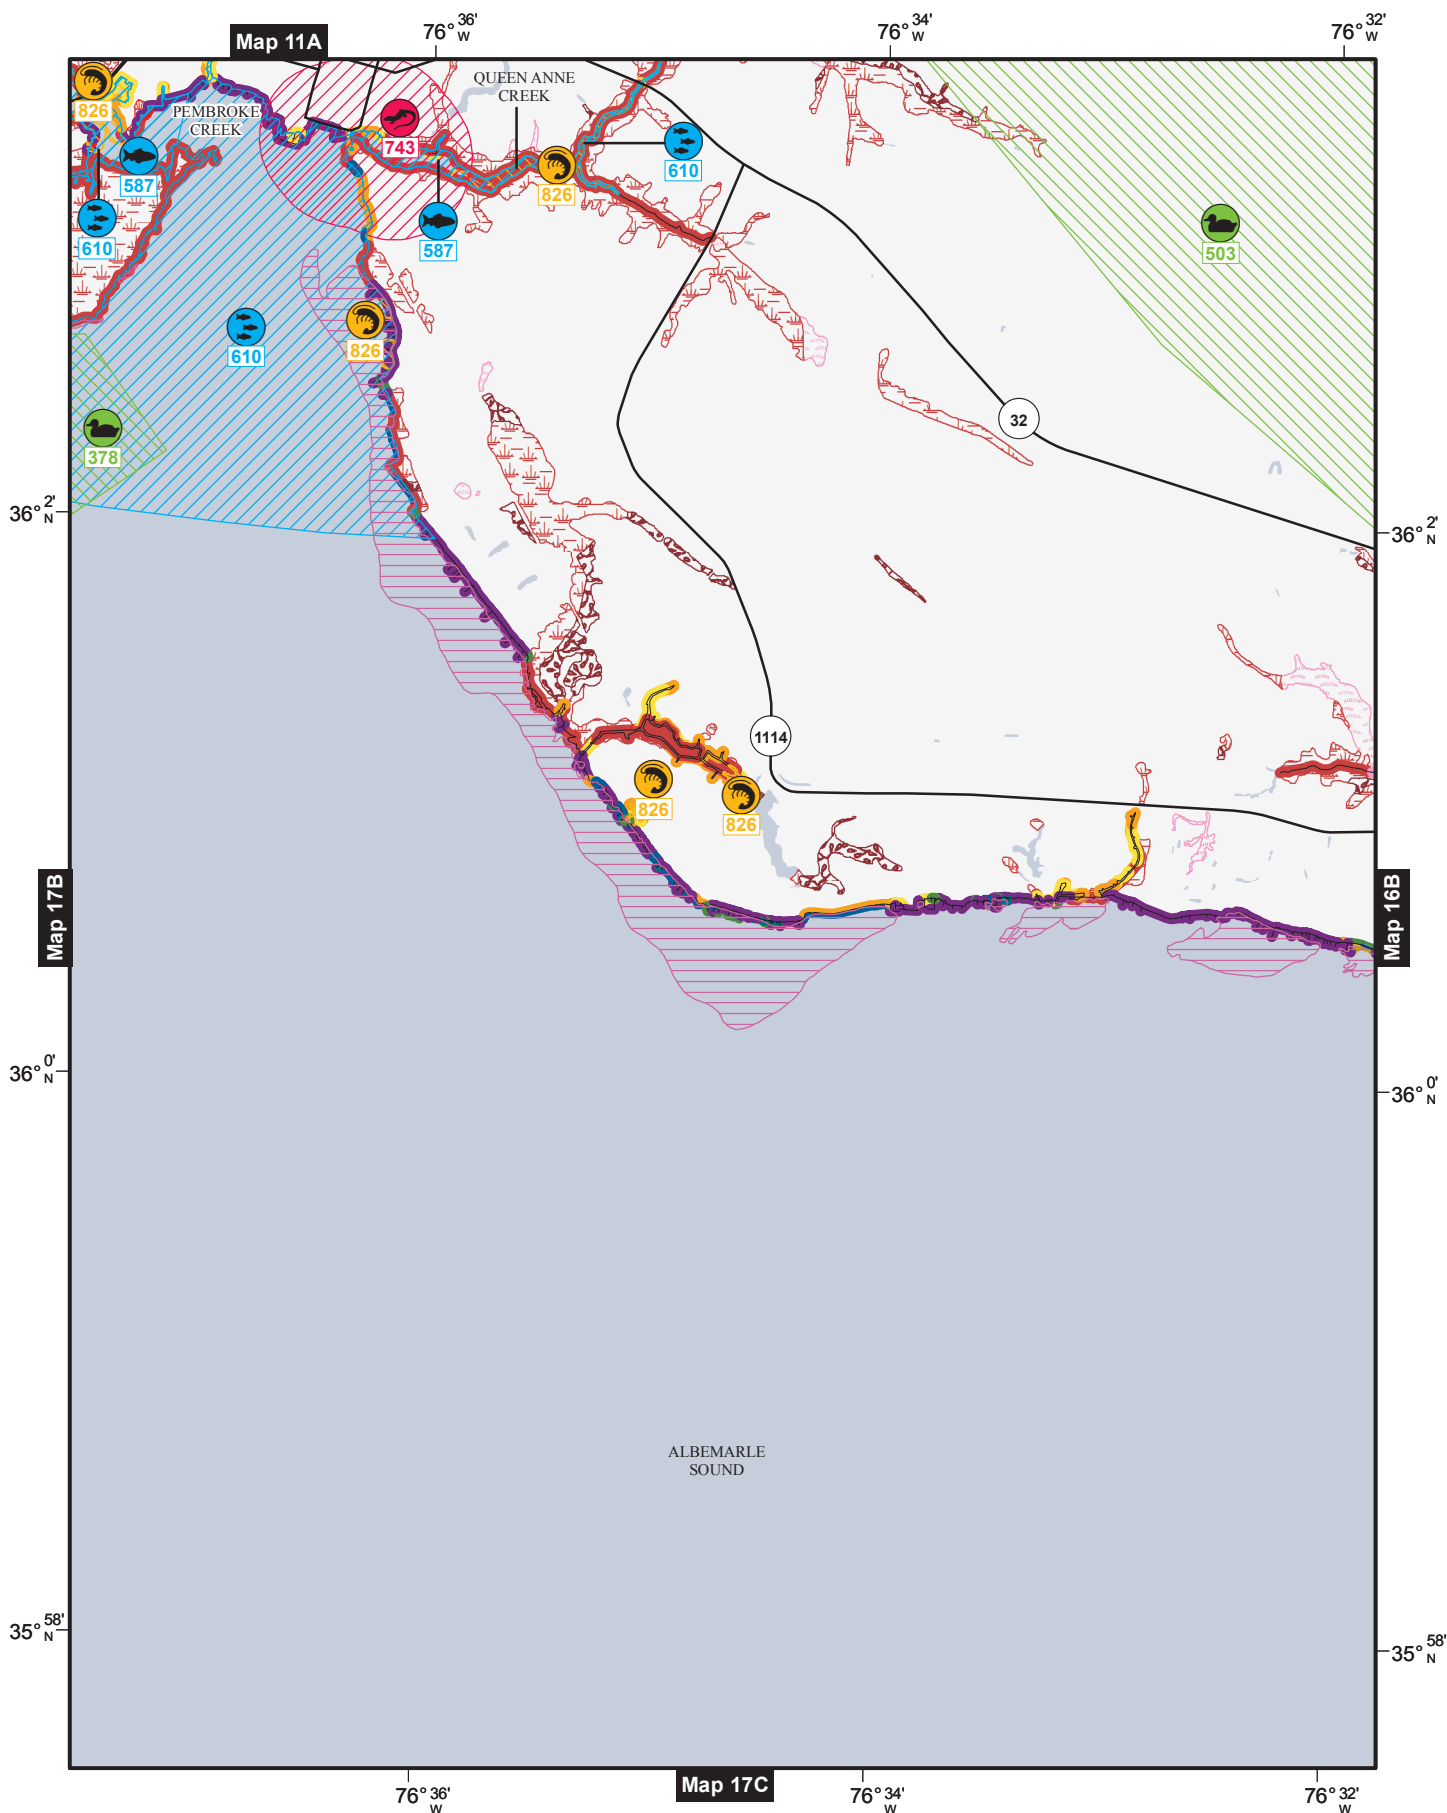 Map 11A
76° 36' W
76° 34' W
76° 32' W
QUEEN ANNE
CREEK
PEMBROKE
CREEK
826
743
610
587
826
587
610
503
610
826
32
378
36° 2' N
36° 2' N
1114
826
826
Map 17B
Map 16B
36° 0' N
36° 0' N
ALBEMARLE
SOUND
35° 58' N
35° 58' N
76° 36' W
Map 17C
76° 34' W
76° 32' W